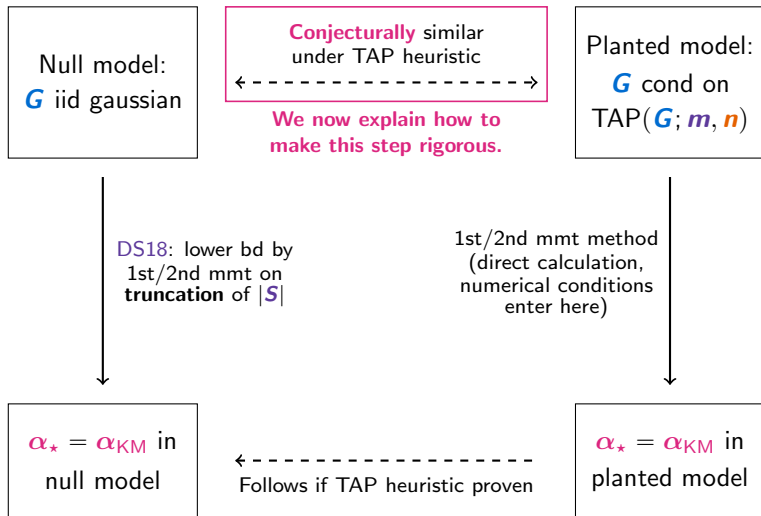 Null model:
G iid gaussian
Conjecturally similar
under TAP heuristic
We now explain how to
make this step rigorous.
Planted model:
G cond on
TAP(G; m, n)
DS18: lower bd by
1st/2nd mmt on
truncation of |S|
1st/2nd mmt method
(direct calculation,
numerical conditions
enter here)
α⋆ = α_KM in
null model
Follows if TAP heuristic proven
α⋆ = α_KM in
planted model